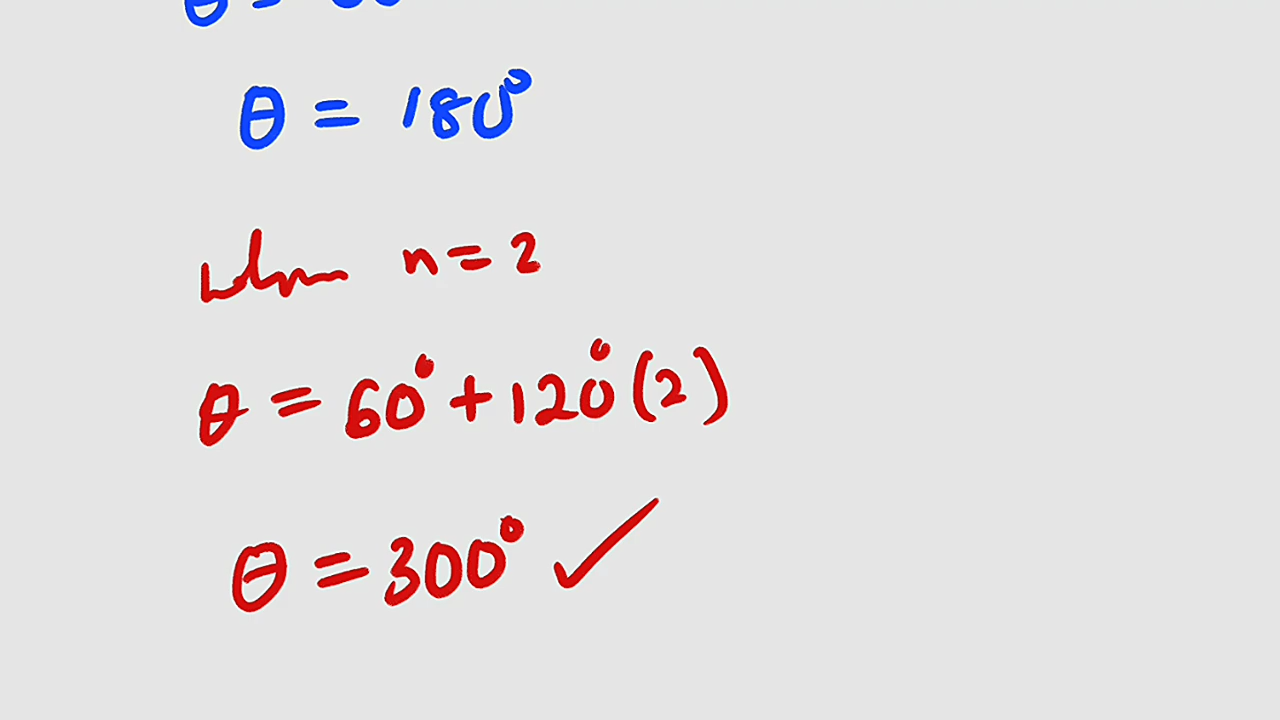 θ = 180°
when n = 2
θ = 60° + 120°(2)
θ = 300° ✓